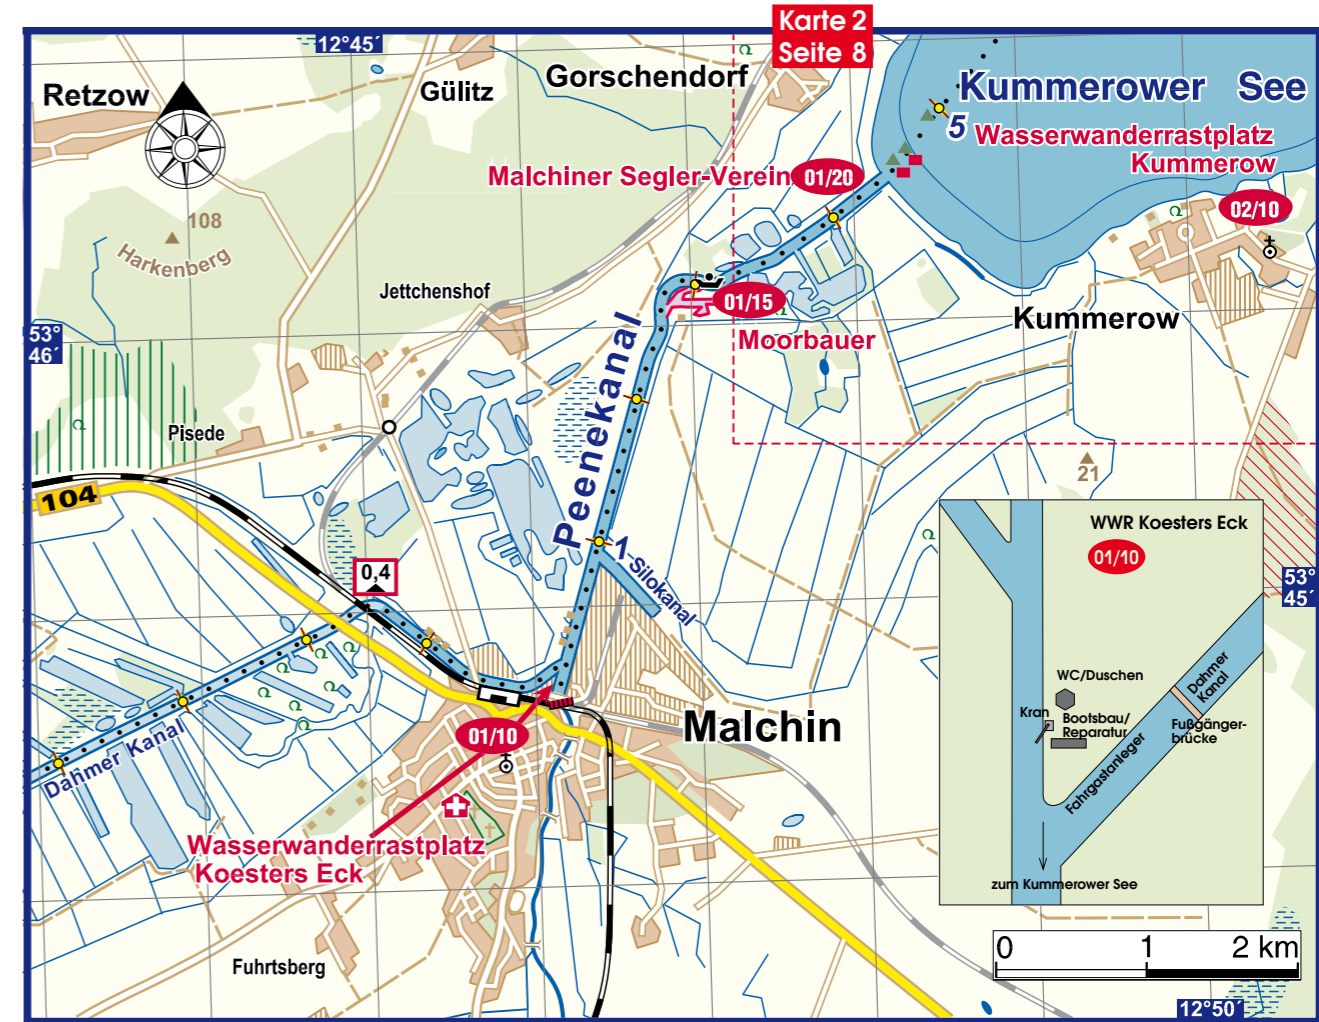 Karte 2
Seite 8
12°45´
Retzow
Gülitz
Gorschendorf
Kummerower See
5
Wasserwanderrastplatz
Kummerow
Malchiner Segler-Verein
01/20
02/10
108
Harkenberg
Jettchenshof
53°
46´
01/15
Moorbauer
Kummerow
Peenekanal
Pisede
104
21
1
Silokanal
0,4
53°
45´
WWR Koesters Eck
01/10
WC/Duschen
Kran
Bootsbau/
Reparatur
Dahmer
Kanal
Fußgänger-
brücke
Fahrgastanleger
zum Kummerower See
Dahmer Kanal
01/10
Malchin
Wasserwanderrastplatz
Koesters Eck
Fuhrtsberg
0 1 2 km
12°50´